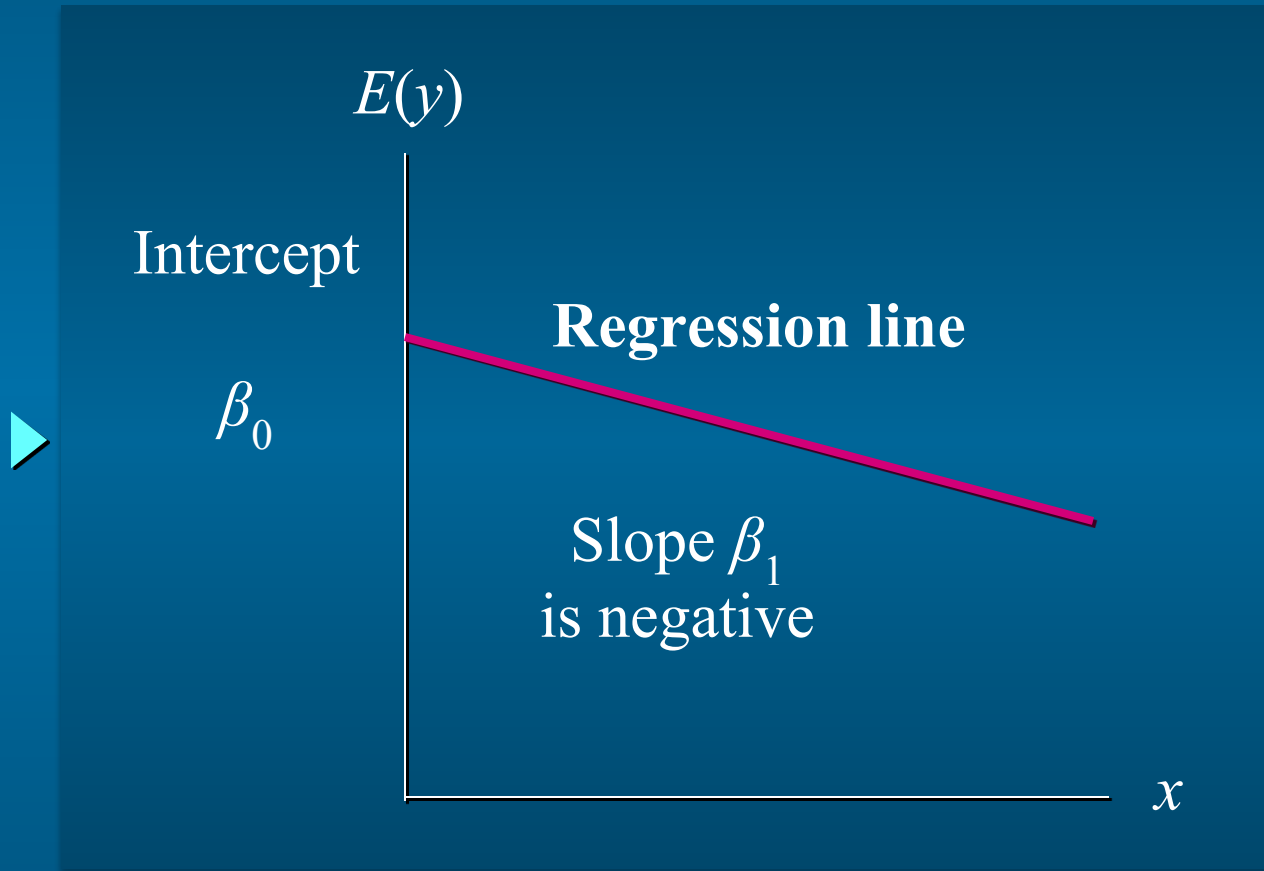 E(y)
Intercept
Regression line
β₀
Slope β₁
is negative
x